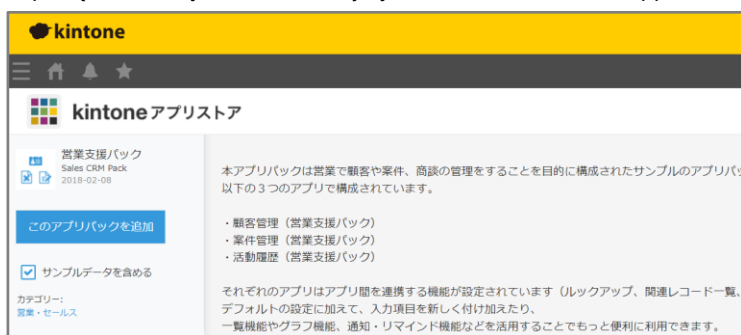 kintone
kintoneアプリストア
営業支援パック
Sales CRM Pack
2018-02-08
このアプリパックを追加
サンプルデータを含める
カテゴリー:
営業・セールス
本アプリパックは営業で顧客や案件、商談の管理をすることを目的に構成されたサンプルのアプリパッ
以下の3つのアプリで構成されています。
・顧客管理（営業支援パック）
・案件管理（営業支援パック）
・活動履歴（営業支援パック）
それぞれのアプリはアプリ間を連携する機能が設定されています（ルックアップ、関連レコード一覧、
デフォルトの設定に加えて、入力項目を新しく付け加えたり、
一覧機能やグラフ機能、通知・リマインド機能などを活用することでもっと便利に利用できます。